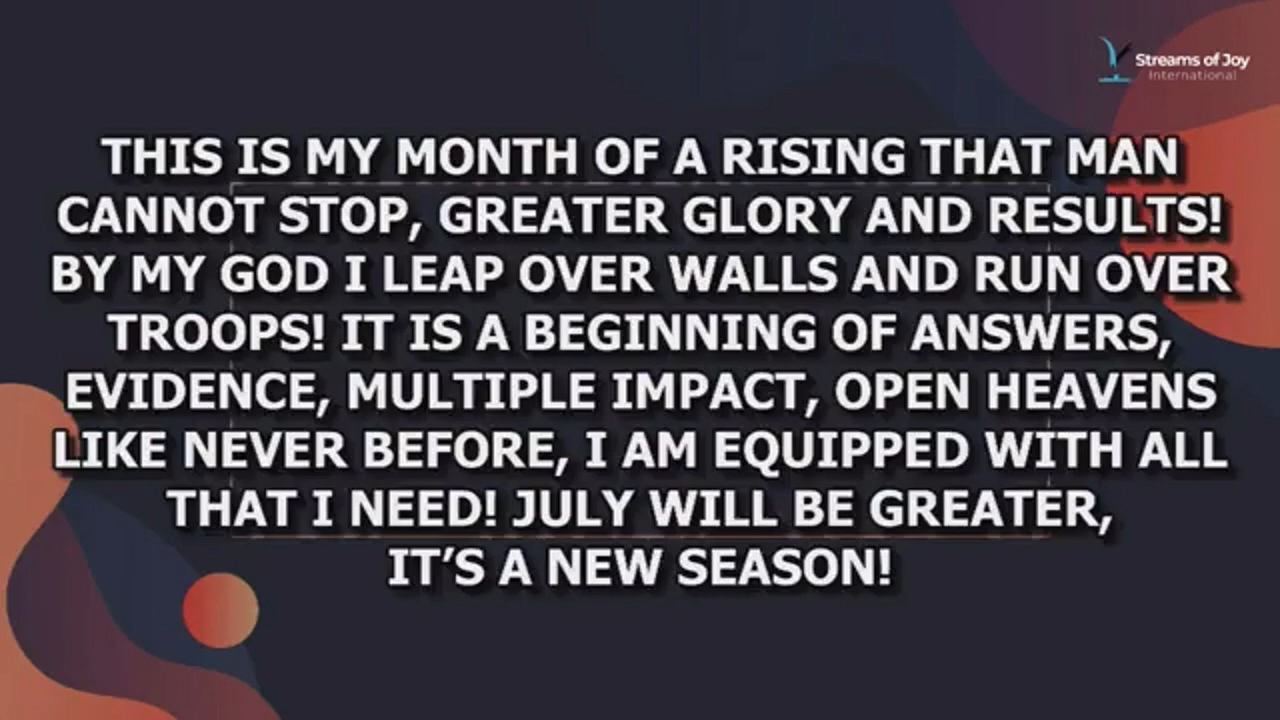 Streams of Joy
International
THIS IS MY MONTH OF A RISING THAT MAN
CANNOT STOP, GREATER GLORY AND RESULTS!
BY MY GOD I LEAP OVER WALLS AND RUN OVER
TROOPS! IT IS A BEGINNING OF ANSWERS,
EVIDENCE, MULTIPLE IMPACT, OPEN HEAVENS
LIKE NEVER BEFORE, I AM EQUIPPED WITH ALL
THAT I NEED! JULY WILL BE GREATER,
IT’S A NEW SEASON!